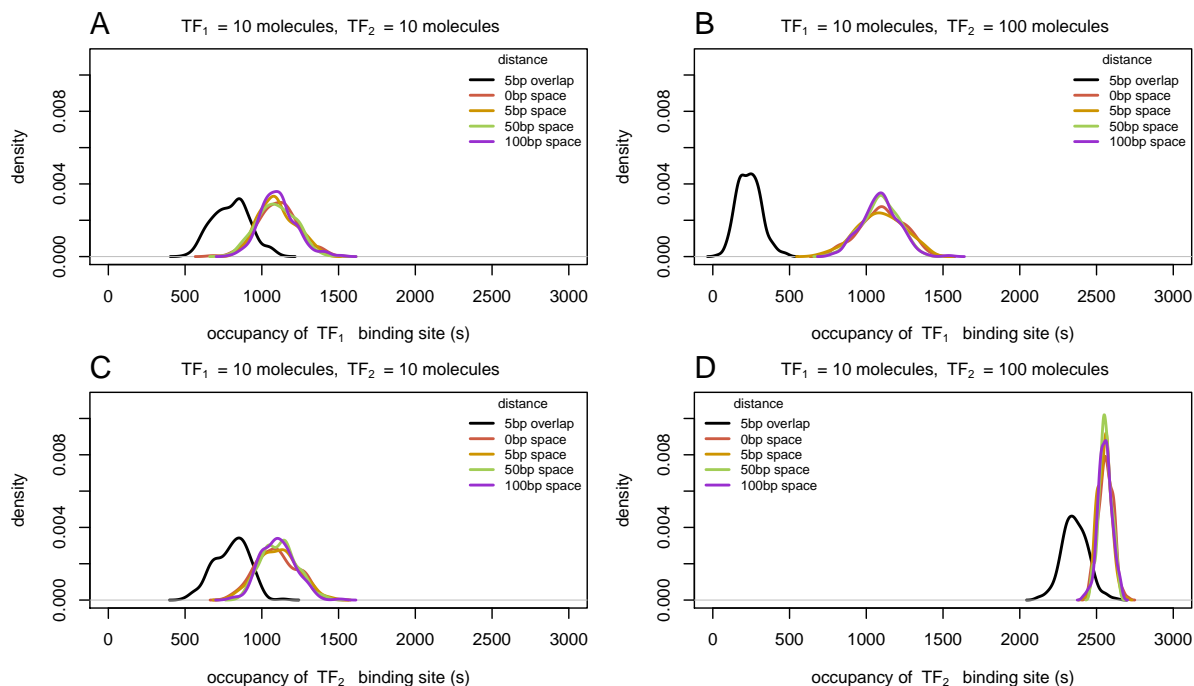 A
TF1 = 10 molecules, TF2 = 10 molecules
distance
5bp overlap
0bp space
5bp space
50bp space
100bp space
density
0.000 0.004 0.008
0 500 1000 1500 2000 2500 3000
occupancy of TF1 binding site (s)
B
TF1 = 10 molecules, TF2 = 100 molecules
distance
5bp overlap
0bp space
5bp space
50bp space
100bp space
density
0.000 0.004 0.008
0 500 1000 1500 2000 2500 3000
occupancy of TF1 binding site (s)
C
TF1 = 10 molecules, TF2 = 10 molecules
distance
5bp overlap
0bp space
5bp space
50bp space
100bp space
density
0.000 0.004 0.008
0 500 1000 1500 2000 2500 3000
occupancy of TF2 binding site (s)
D
TF1 = 10 molecules, TF2 = 100 molecules
distance
5bp overlap
0bp space
5bp space
50bp space
100bp space
density
0.000 0.004 0.008
0 500 1000 1500 2000 2500 3000
occupancy of TF2 binding site (s)